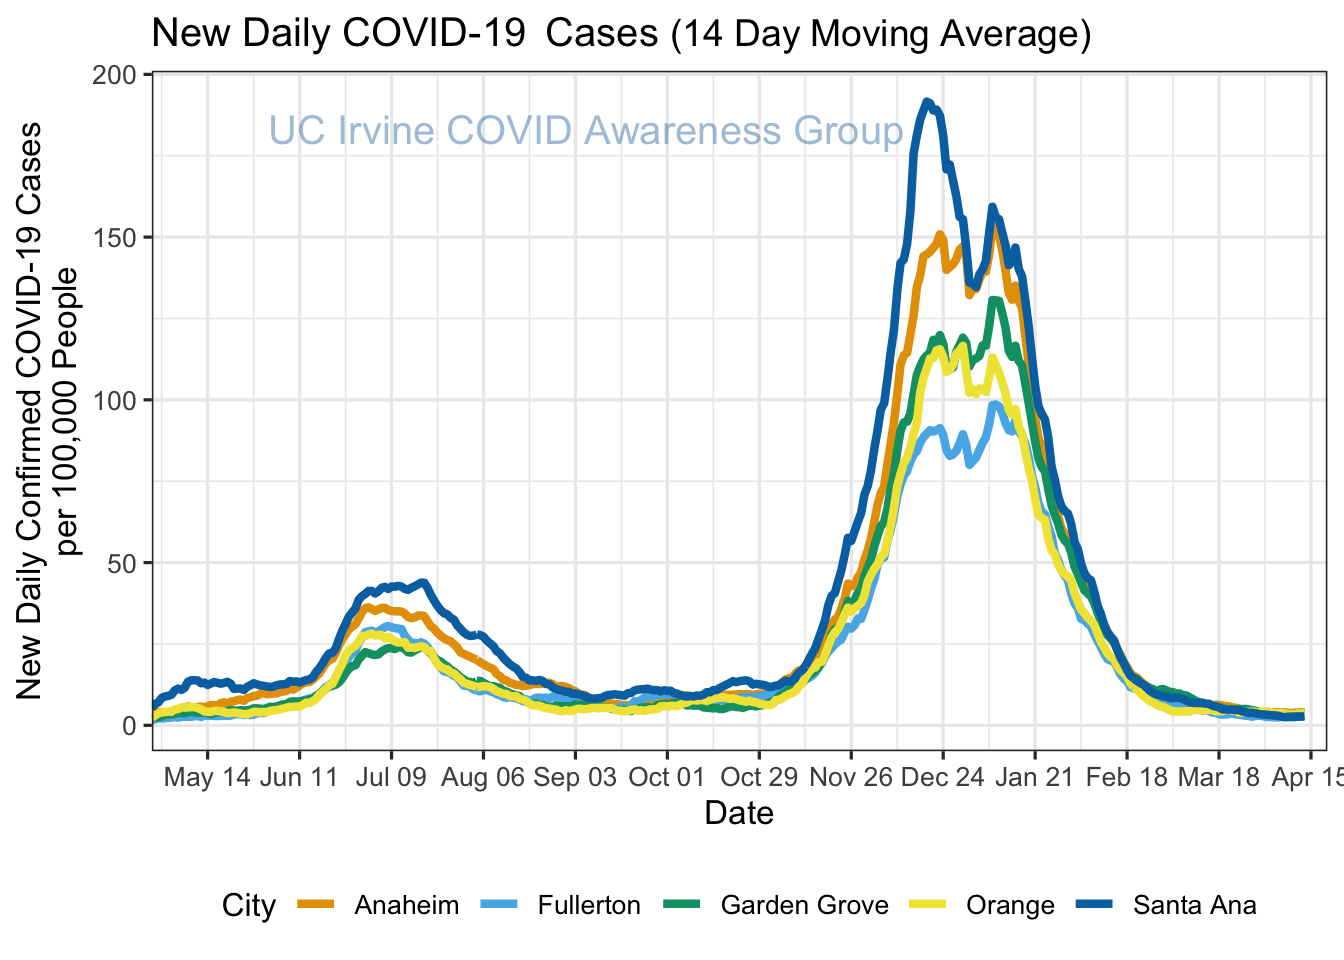 New Daily COVID-19 Cases (14 Day Moving Average)
UC Irvine COVID Awareness Group
New Daily Confirmed COVID-19 Cases
per 100,000 People
200
150
100
50
0
May 14 Jun 11 Jul 09 Aug 06 Sep 03 Oct 01 Oct 29 Nov 26 Dec 24 Jan 21 Feb 18 Mar 18 Apr 15
Date
City Anaheim Fullerton Garden Grove Orange Santa Ana